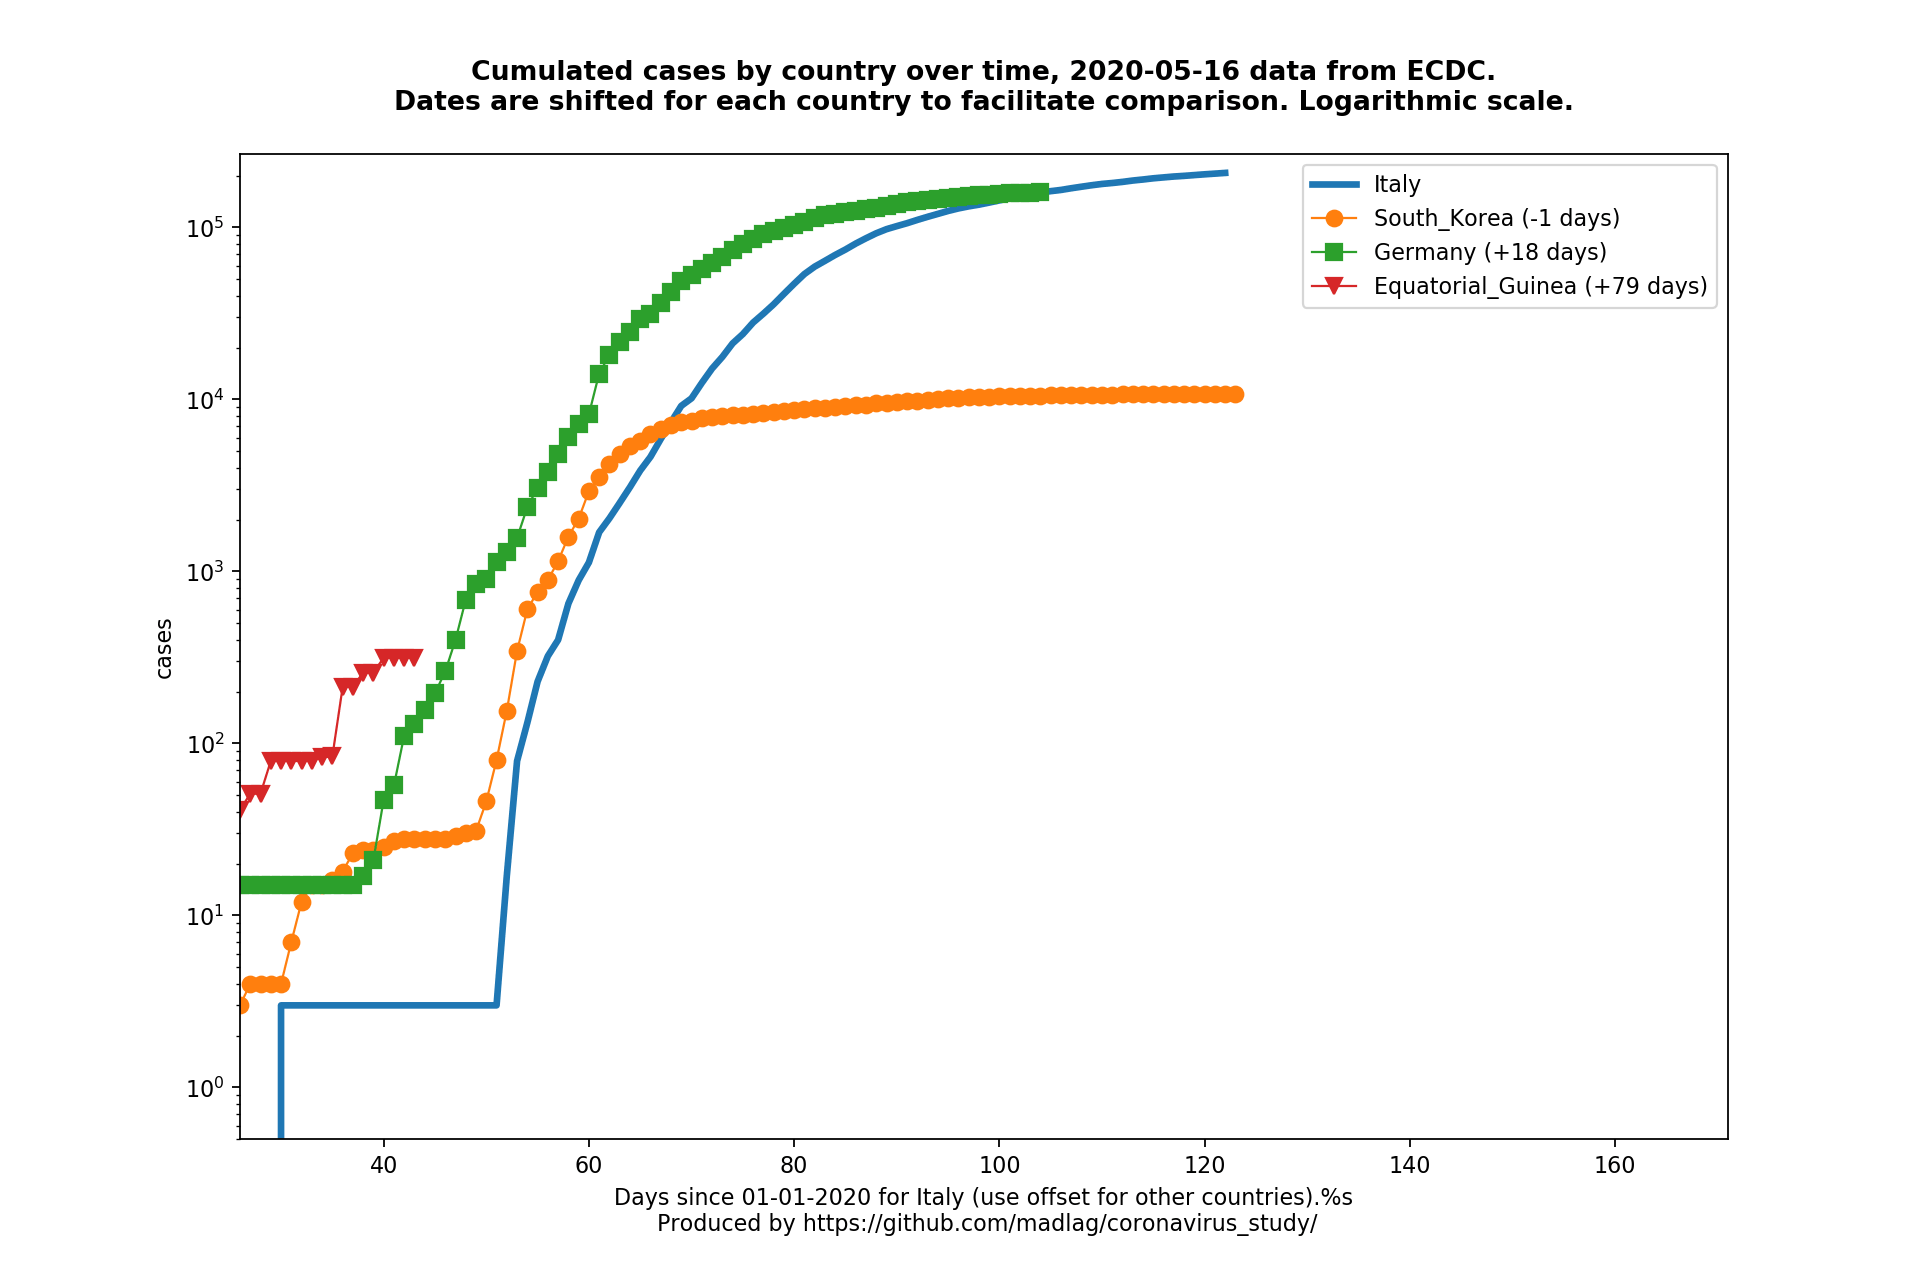 Cumulated cases by country over time, 2020-05-16 data from ECDC.
Dates are shifted for each country to facilitate comparison. Logarithmic scale.
Italy
South_Korea (-1 days)
Germany (+18 days)
Equatorial_Guinea (+79 days)
10^5
10^4
10^3
10^2
10^1
10^0
cases
40 60 80 100 120 140 160
Days since 01-01-2020 for Italy (use offset for other countries).%s
Produced by https://github.com/madlag/coronavirus_study/